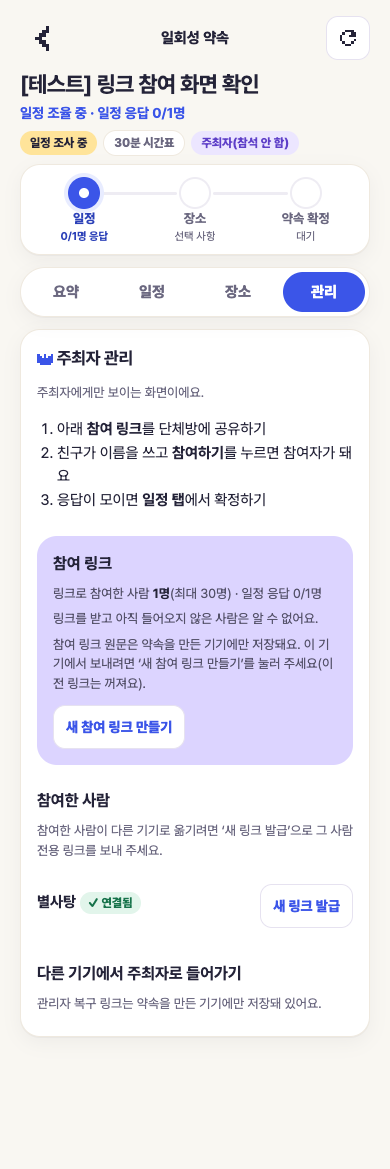 일회성 약속
[테스트] 링크 참여 화면 확인
일정 조율 중 · 일정 응답 0/1명
일정 조사 중 30분 시간표 주최자(참석 안 함)
일정 장소 약속 확정
0/1명 응답 선택 사항 대기
요약 일정 장소 관리
주최자 관리
주최자에게만 보이는 화면이에요.
1. 아래 참여 링크를 단체방에 공유하기
2. 친구가 이름을 쓰고 참여하기를 누르면 참여자가 돼
요
3. 응답이 모이면 일정 탭에서 확정하기
참여 링크
링크로 참여한 사람 1명(최대 30명) · 일정 응답 0/1명
링크를 받고 아직 들어오지 않은 사람은 알 수 없어요.
참여 링크 원문은 약속을 만든 기기에만 저장돼요. 이 기
기에서 보내려면 ‘새 참여 링크 만들기’를 눌러 주세요(이
전 링크는 꺼져요).
새 참여 링크 만들기
참여한 사람
참여한 사람이 다른 기기로 옮기려면 ‘새 링크 발급’으로 그 사람
전용 링크를 보내 주세요.
별사탕 ✓ 연결됨 새 링크 발급
다른 기기에서 주최자로 들어가기
관리자 복구 링크는 약속을 만든 기기에만 저장돼 있어요.